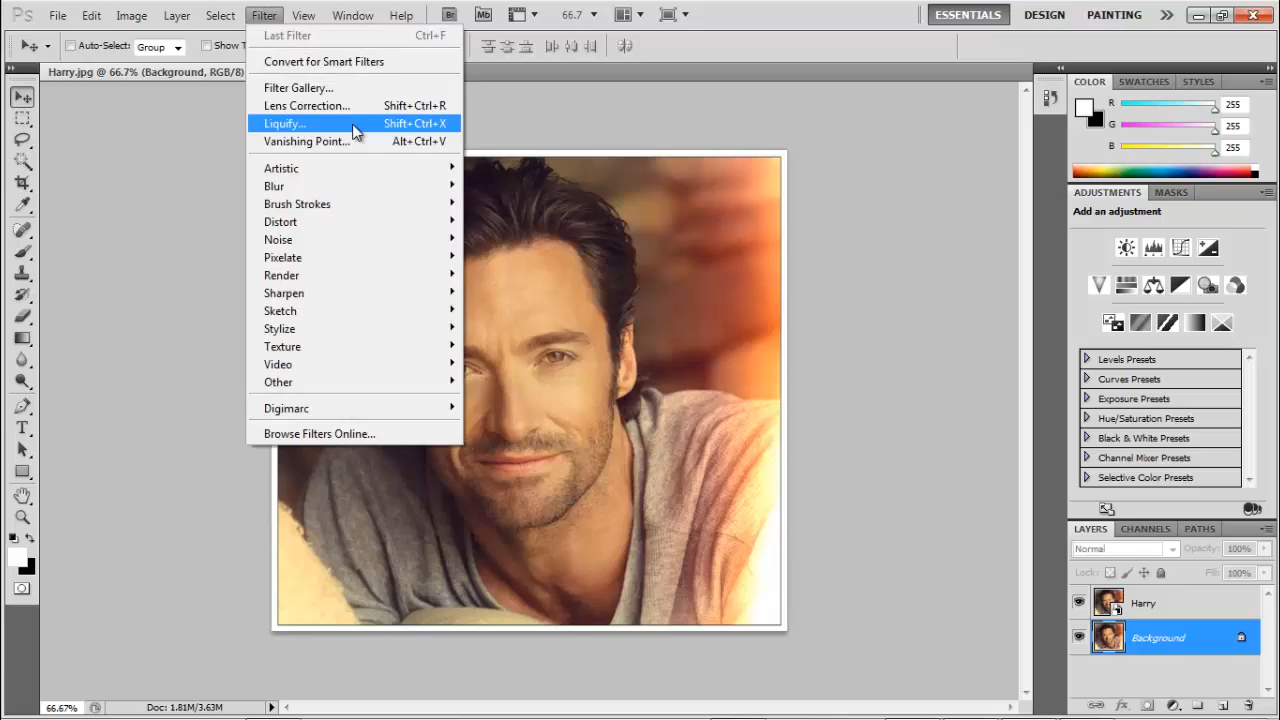 Ps File Edit Image Layer Select Filter View Window Help Br Mb 66.7 ESSENTIALS DESIGN PAINTING
Auto-Select: Group Show T
Harry.jpg @ 66.7% (Background, RGB/8)
Last Filter Ctrl+F
Convert for Smart Filters
Filter Gallery...
Lens Correction... Shift+Ctrl+R
Liquify... Shift+Ctrl+X
Vanishing Point... Alt+Ctrl+V
Artistic
Blur
Brush Strokes
Distort
Noise
Pixelate
Render
Sharpen
Sketch
Stylize
Texture
Video
Other
Digimarc
Browse Filters Online...
COLOR SWATCHES STYLES
R 255
G 255
B 255
ADJUSTMENTS MASKS
Add an adjustment
Levels Presets
Curves Presets
Exposure Presets
Hue/Saturation Presets
Black & White Presets
Channel Mixer Presets
Selective Color Presets
LAYERS CHANNELS PATHS
Normal Opacity: 100%
Lock: Fill: 100%
Harry
Background
66.67% Doc: 1.81M/3.63M